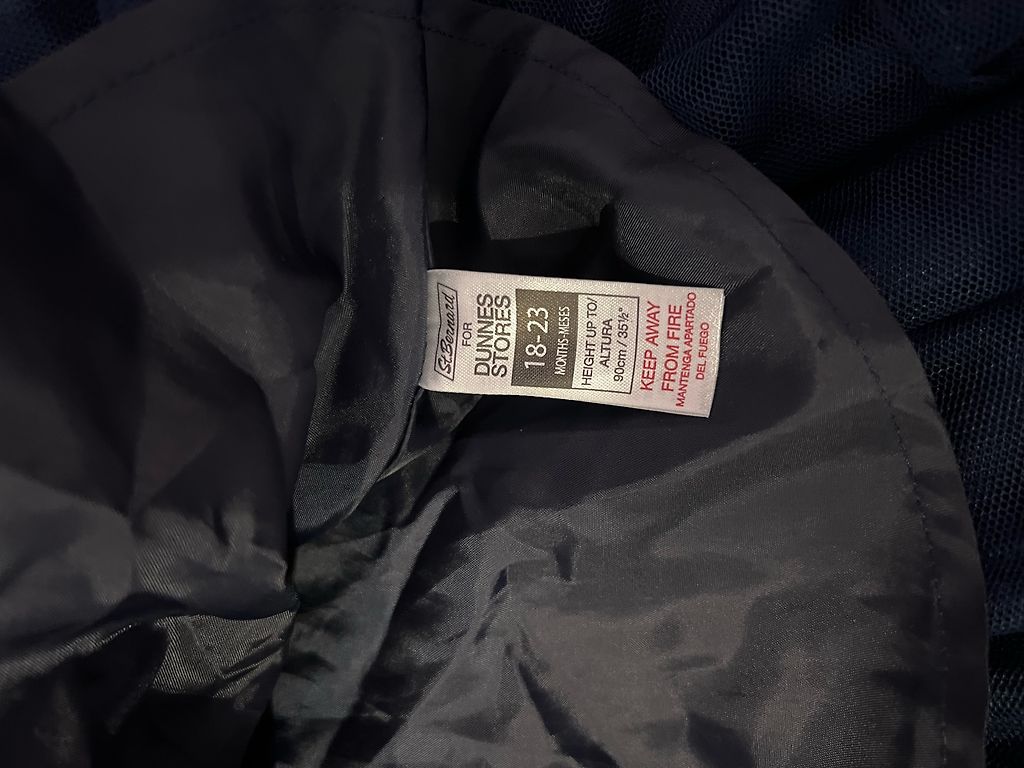 St. Bernard
FOR
DUNNES
STORES
18-23
MONTHS-MESES
HEIGHT UP TO/
ALTURA
90cm / 35½"
KEEP AWAY
FROM FIRE
MANTENGA APARTADO
DEL FUEGO